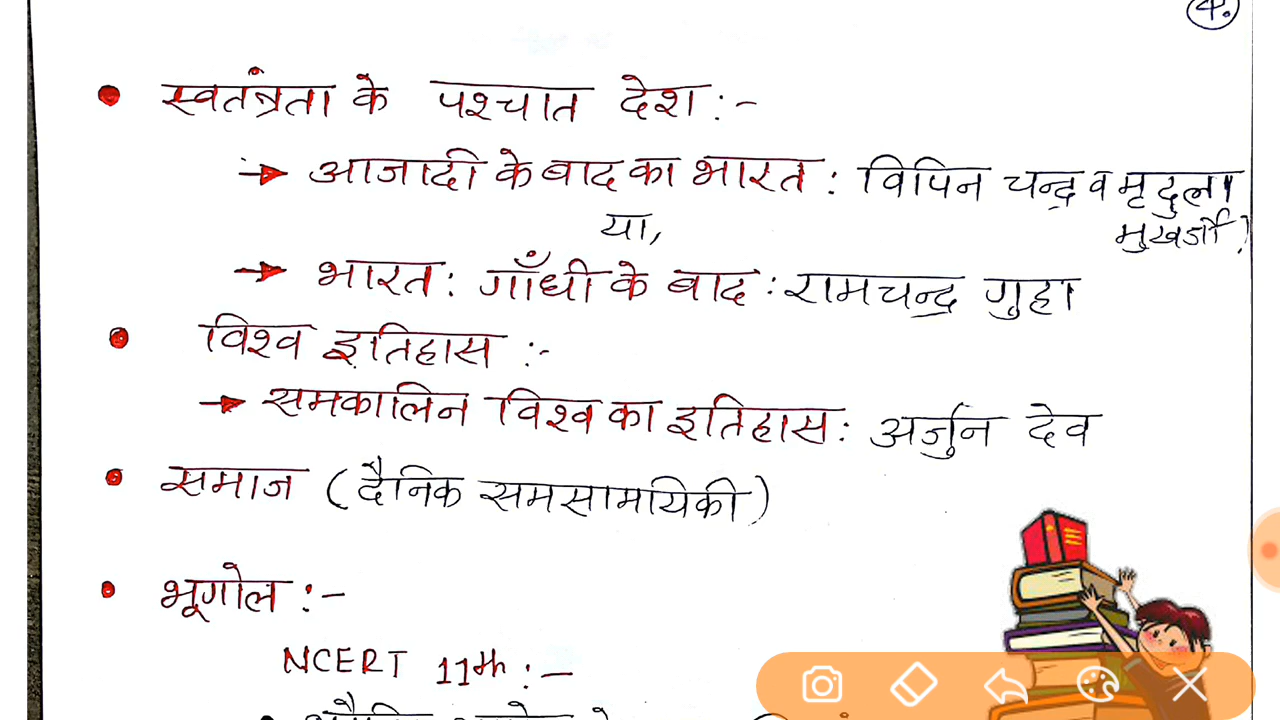 4.
• स्वतंत्रता के पश्चात देश :-
→ आजादी के बाद का भारत : विपिन चन्द्र व मृदुला
मुखर्जी
या,
→ भारत : गाँधी के बाद : रामचन्द्र गुहा
• विश्व इतिहास :-
→ समकालिन विश्व का इतिहास : अर्जुन देव
• समाज (दैनिक समसामयिकी)
• भूगोल :-
NCERT 11th :-